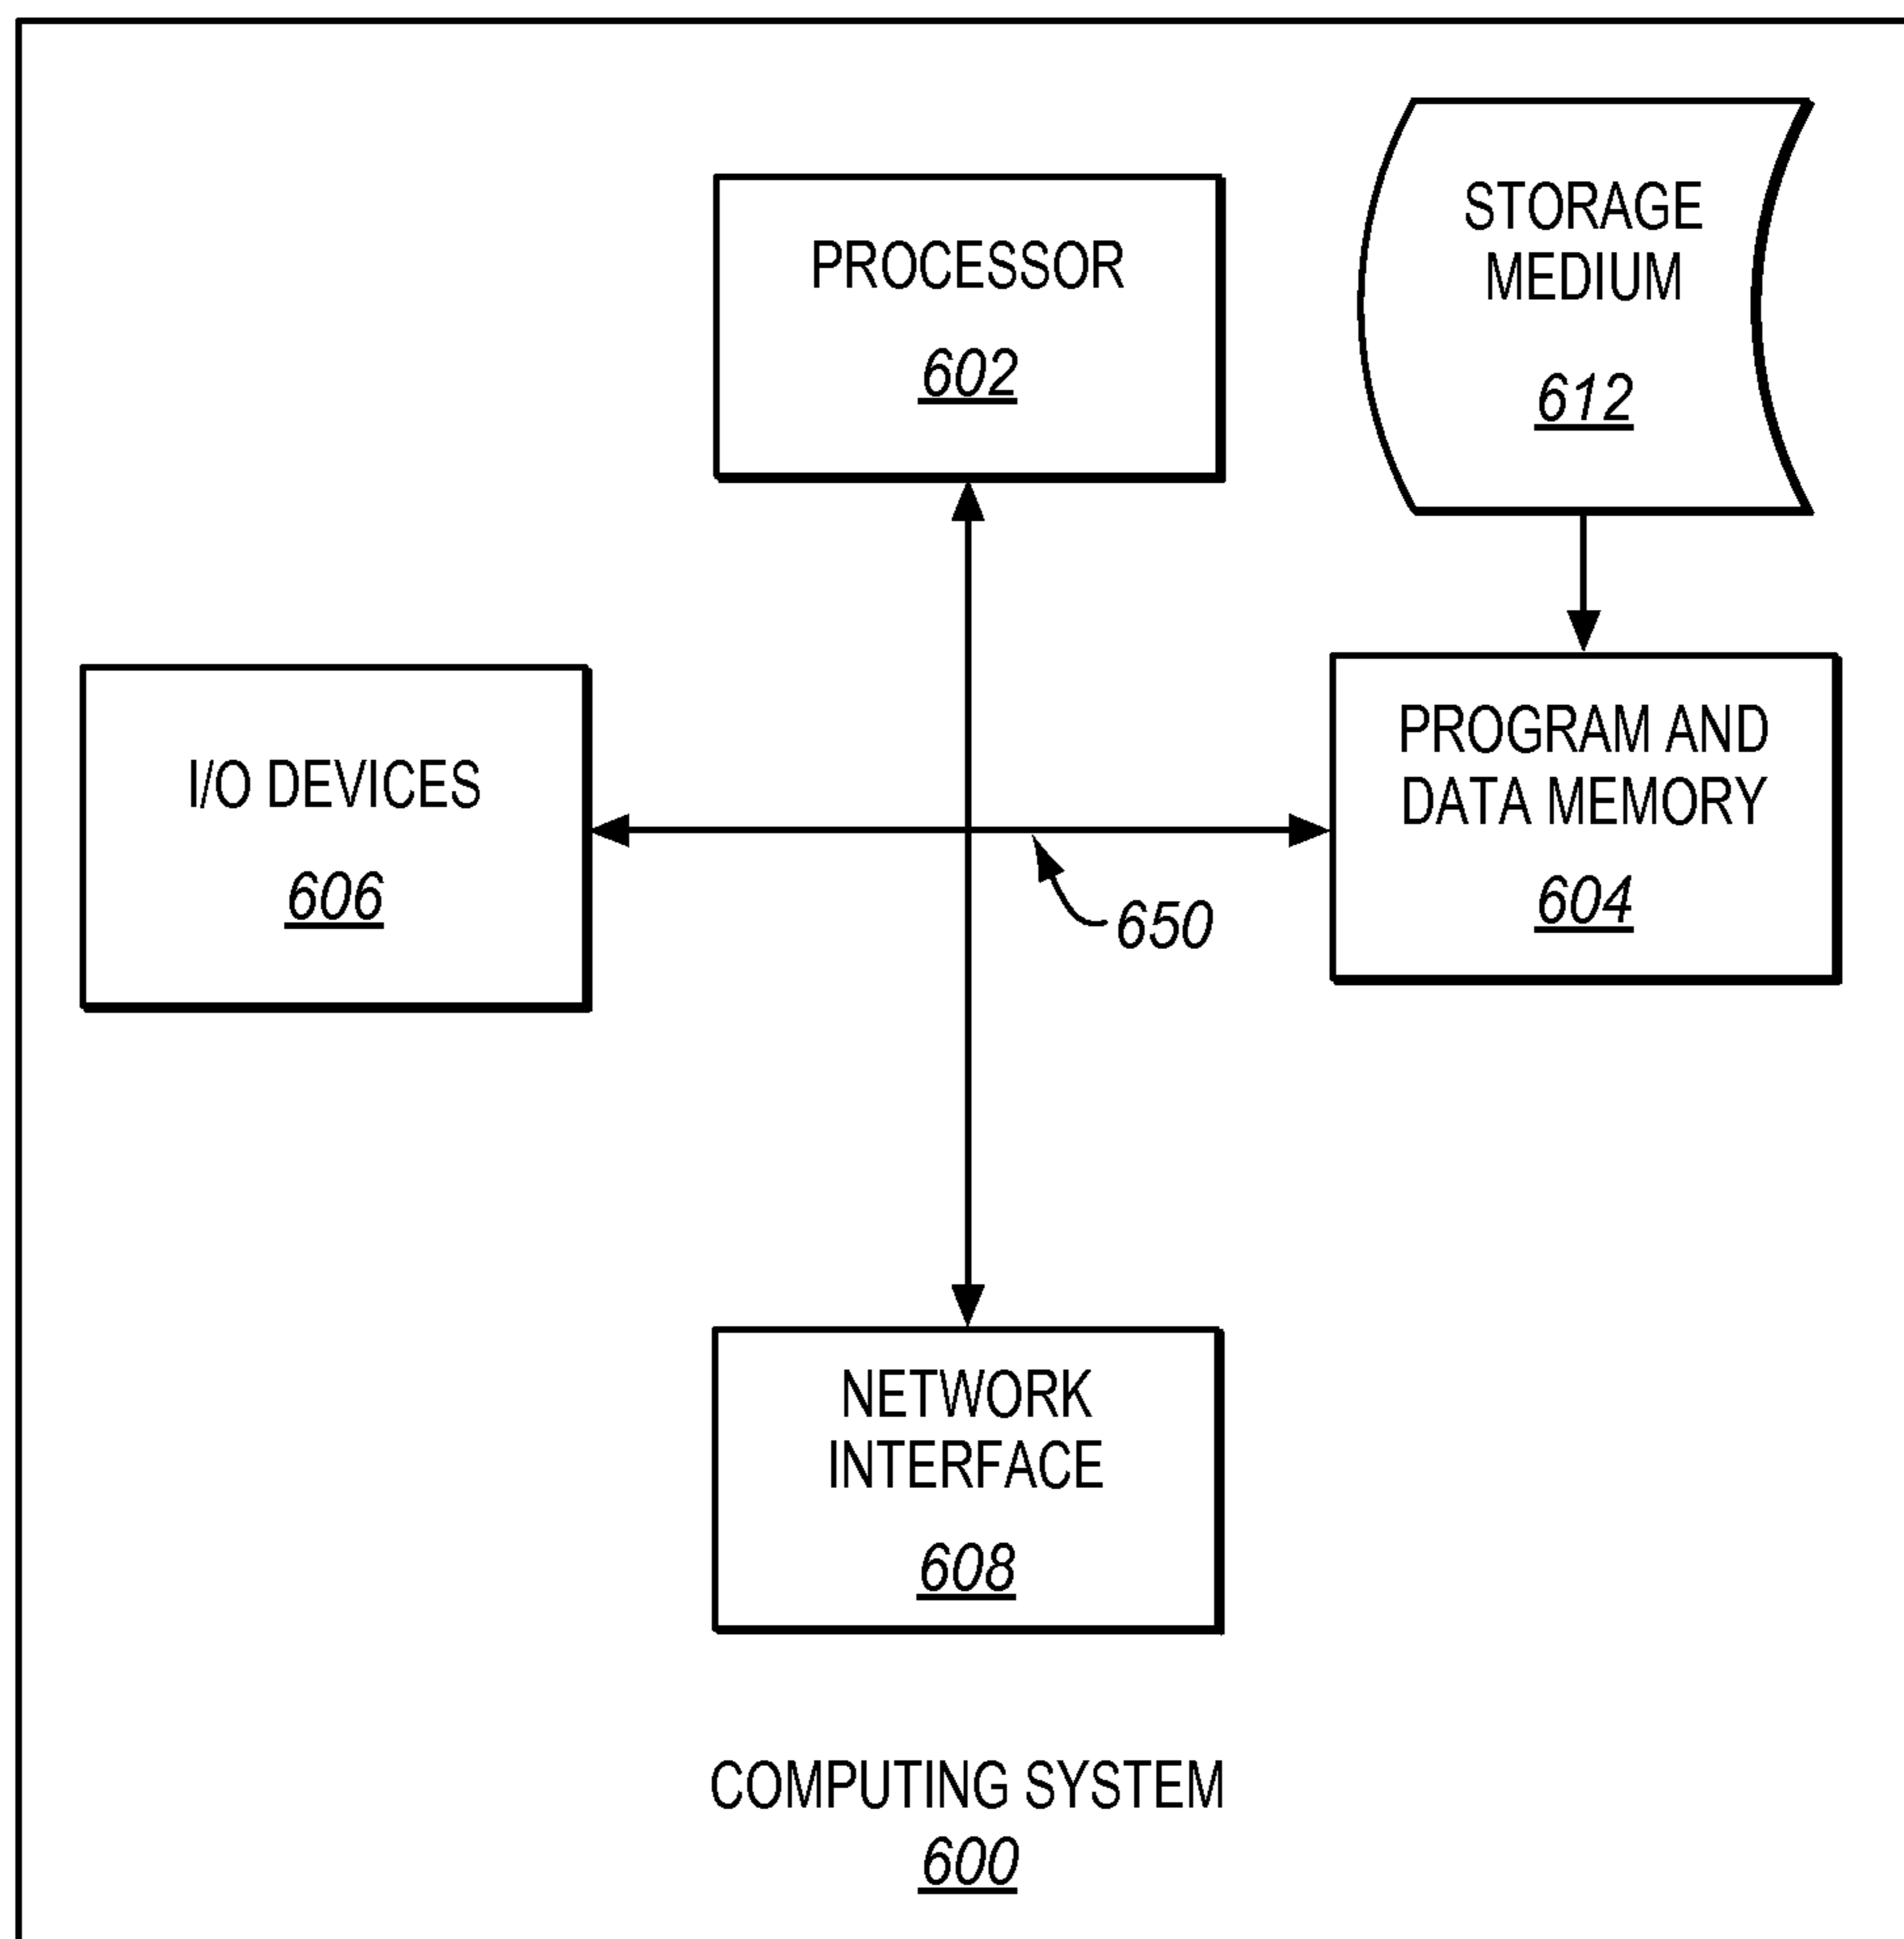 PROCESSOR
602
STORAGE
MEDIUM
612
I/O DEVICES
606
PROGRAM AND
DATA MEMORY
604
650
NETWORK
INTERFACE
608
COMPUTING SYSTEM
600